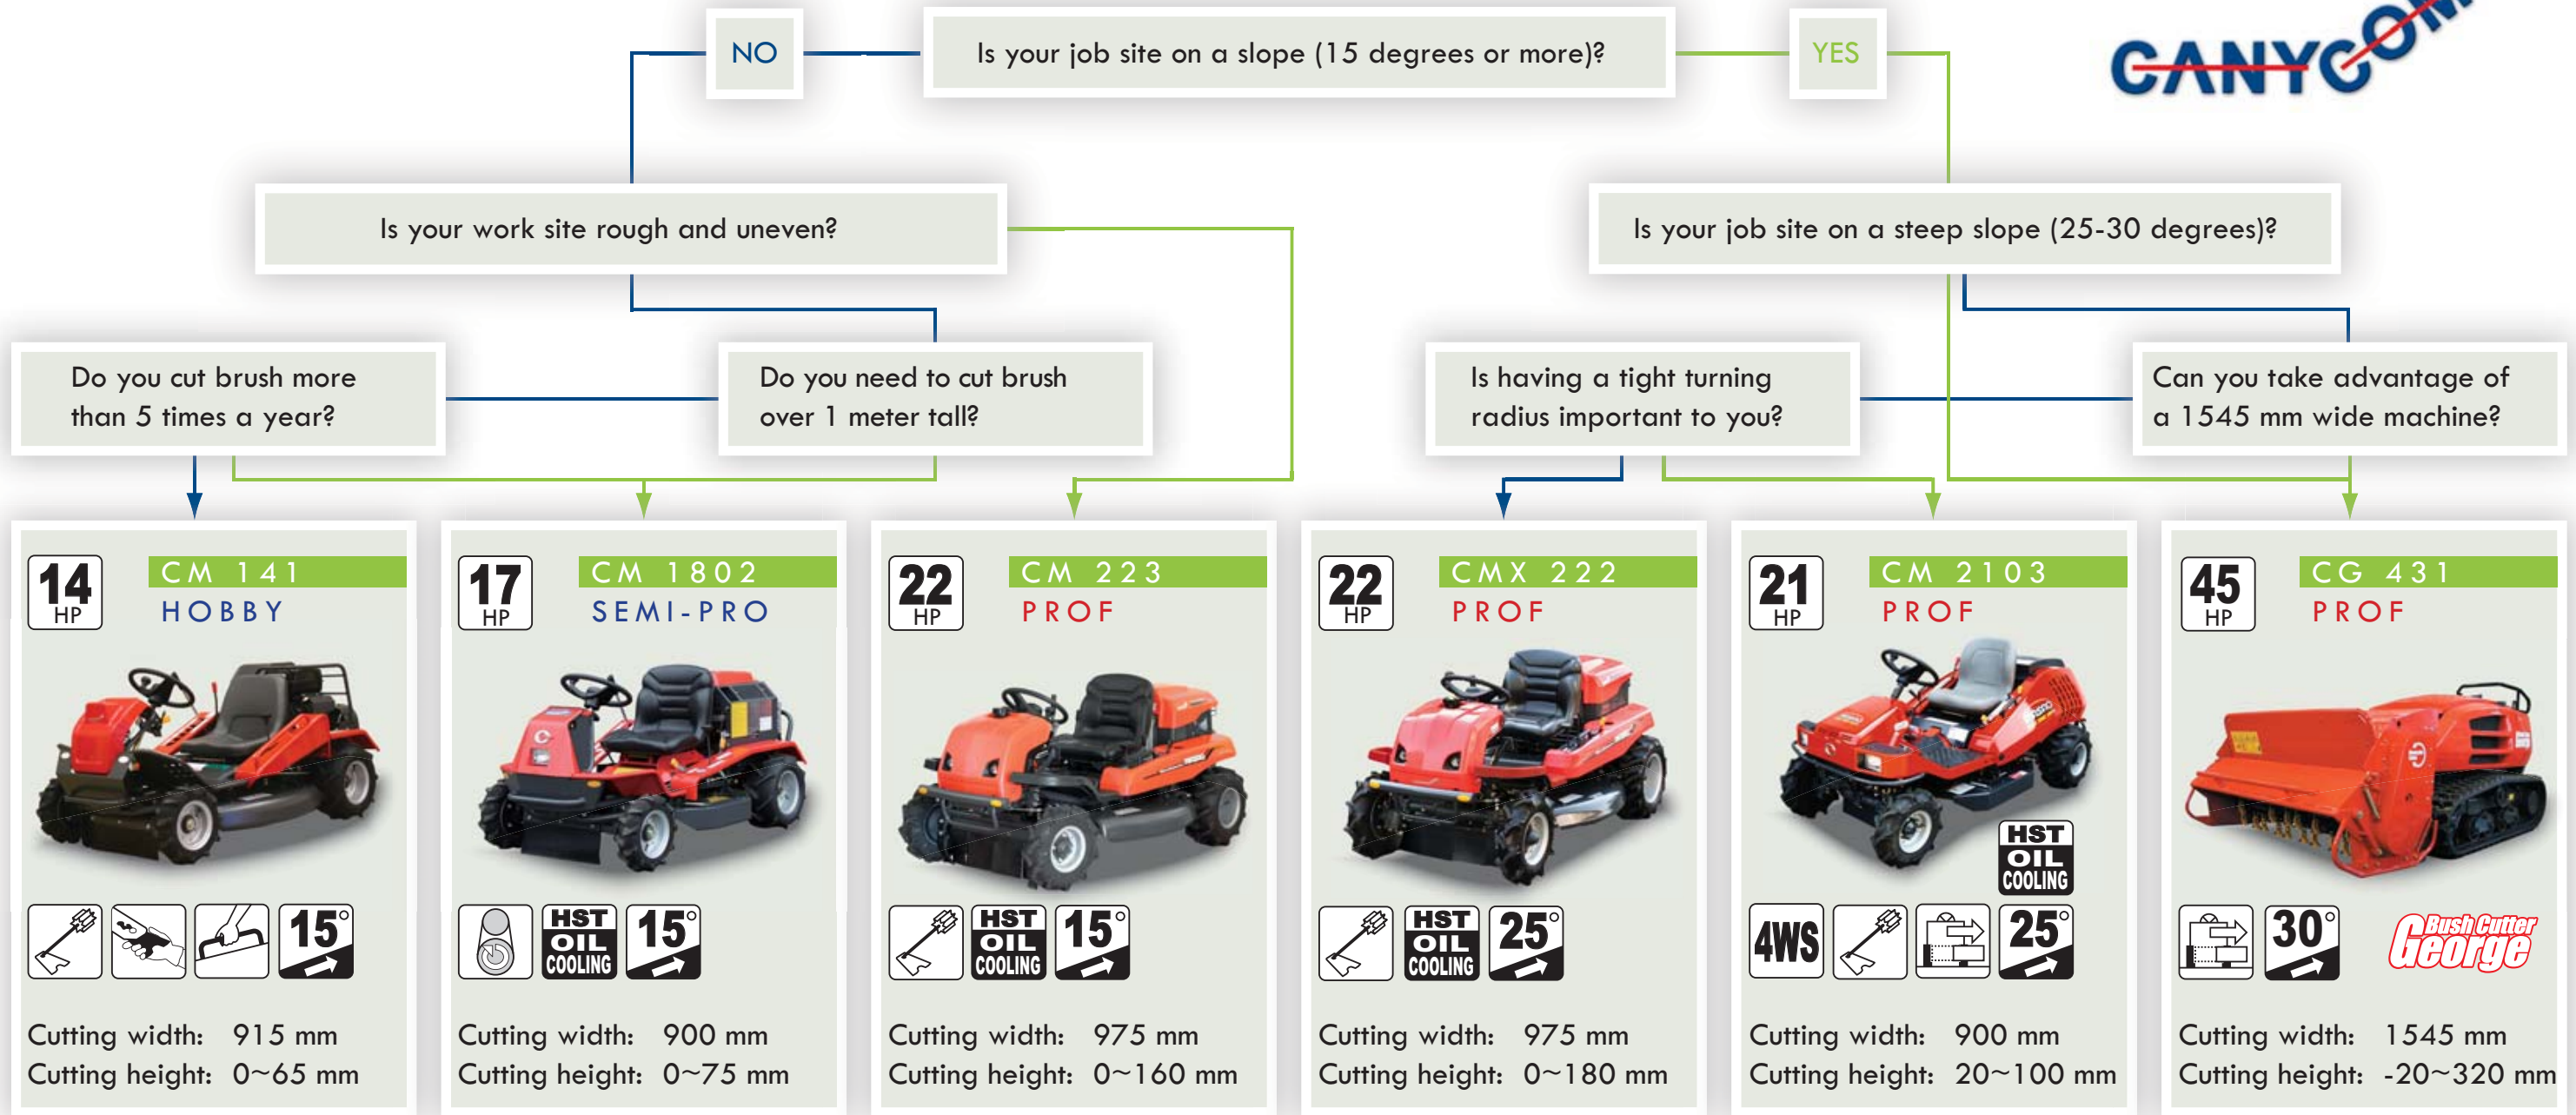 NO
Is your job site on a slope (15 degrees or more)?
YES
CANYCOM
Is your work site rough and uneven?
Is your job site on a steep slope (25-30 degrees)?
Do you cut brush more
than 5 times a year?
Do you need to cut brush
over 1 meter tall?
Is having a tight turning
radius important to you?
Can you take advantage of
a 1545 mm wide machine?
14
HP
CM 141
HOBBY
15°
Cutting width: 915 mm
Cutting height: 0~65 mm
17
HP
CM 1802
SEMI-PRO
HST
OIL
COOLING
15°
Cutting width: 900 mm
Cutting height: 0~75 mm
22
HP
CM 223
PROF
HST
OIL
COOLING
15°
Cutting width: 975 mm
Cutting height: 0~160 mm
22
HP
CMX 222
PROF
HST
OIL
COOLING
25°
Cutting width: 975 mm
Cutting height: 0~180 mm
21
HP
CM 2103
PROF
HST
OIL
COOLING
4WS
25°
Cutting width: 900 mm
Cutting height: 20~100 mm
45
HP
CG 431
PROF
30°
Bush Cutter
George
Cutting width: 1545 mm
Cutting height: -20~320 mm